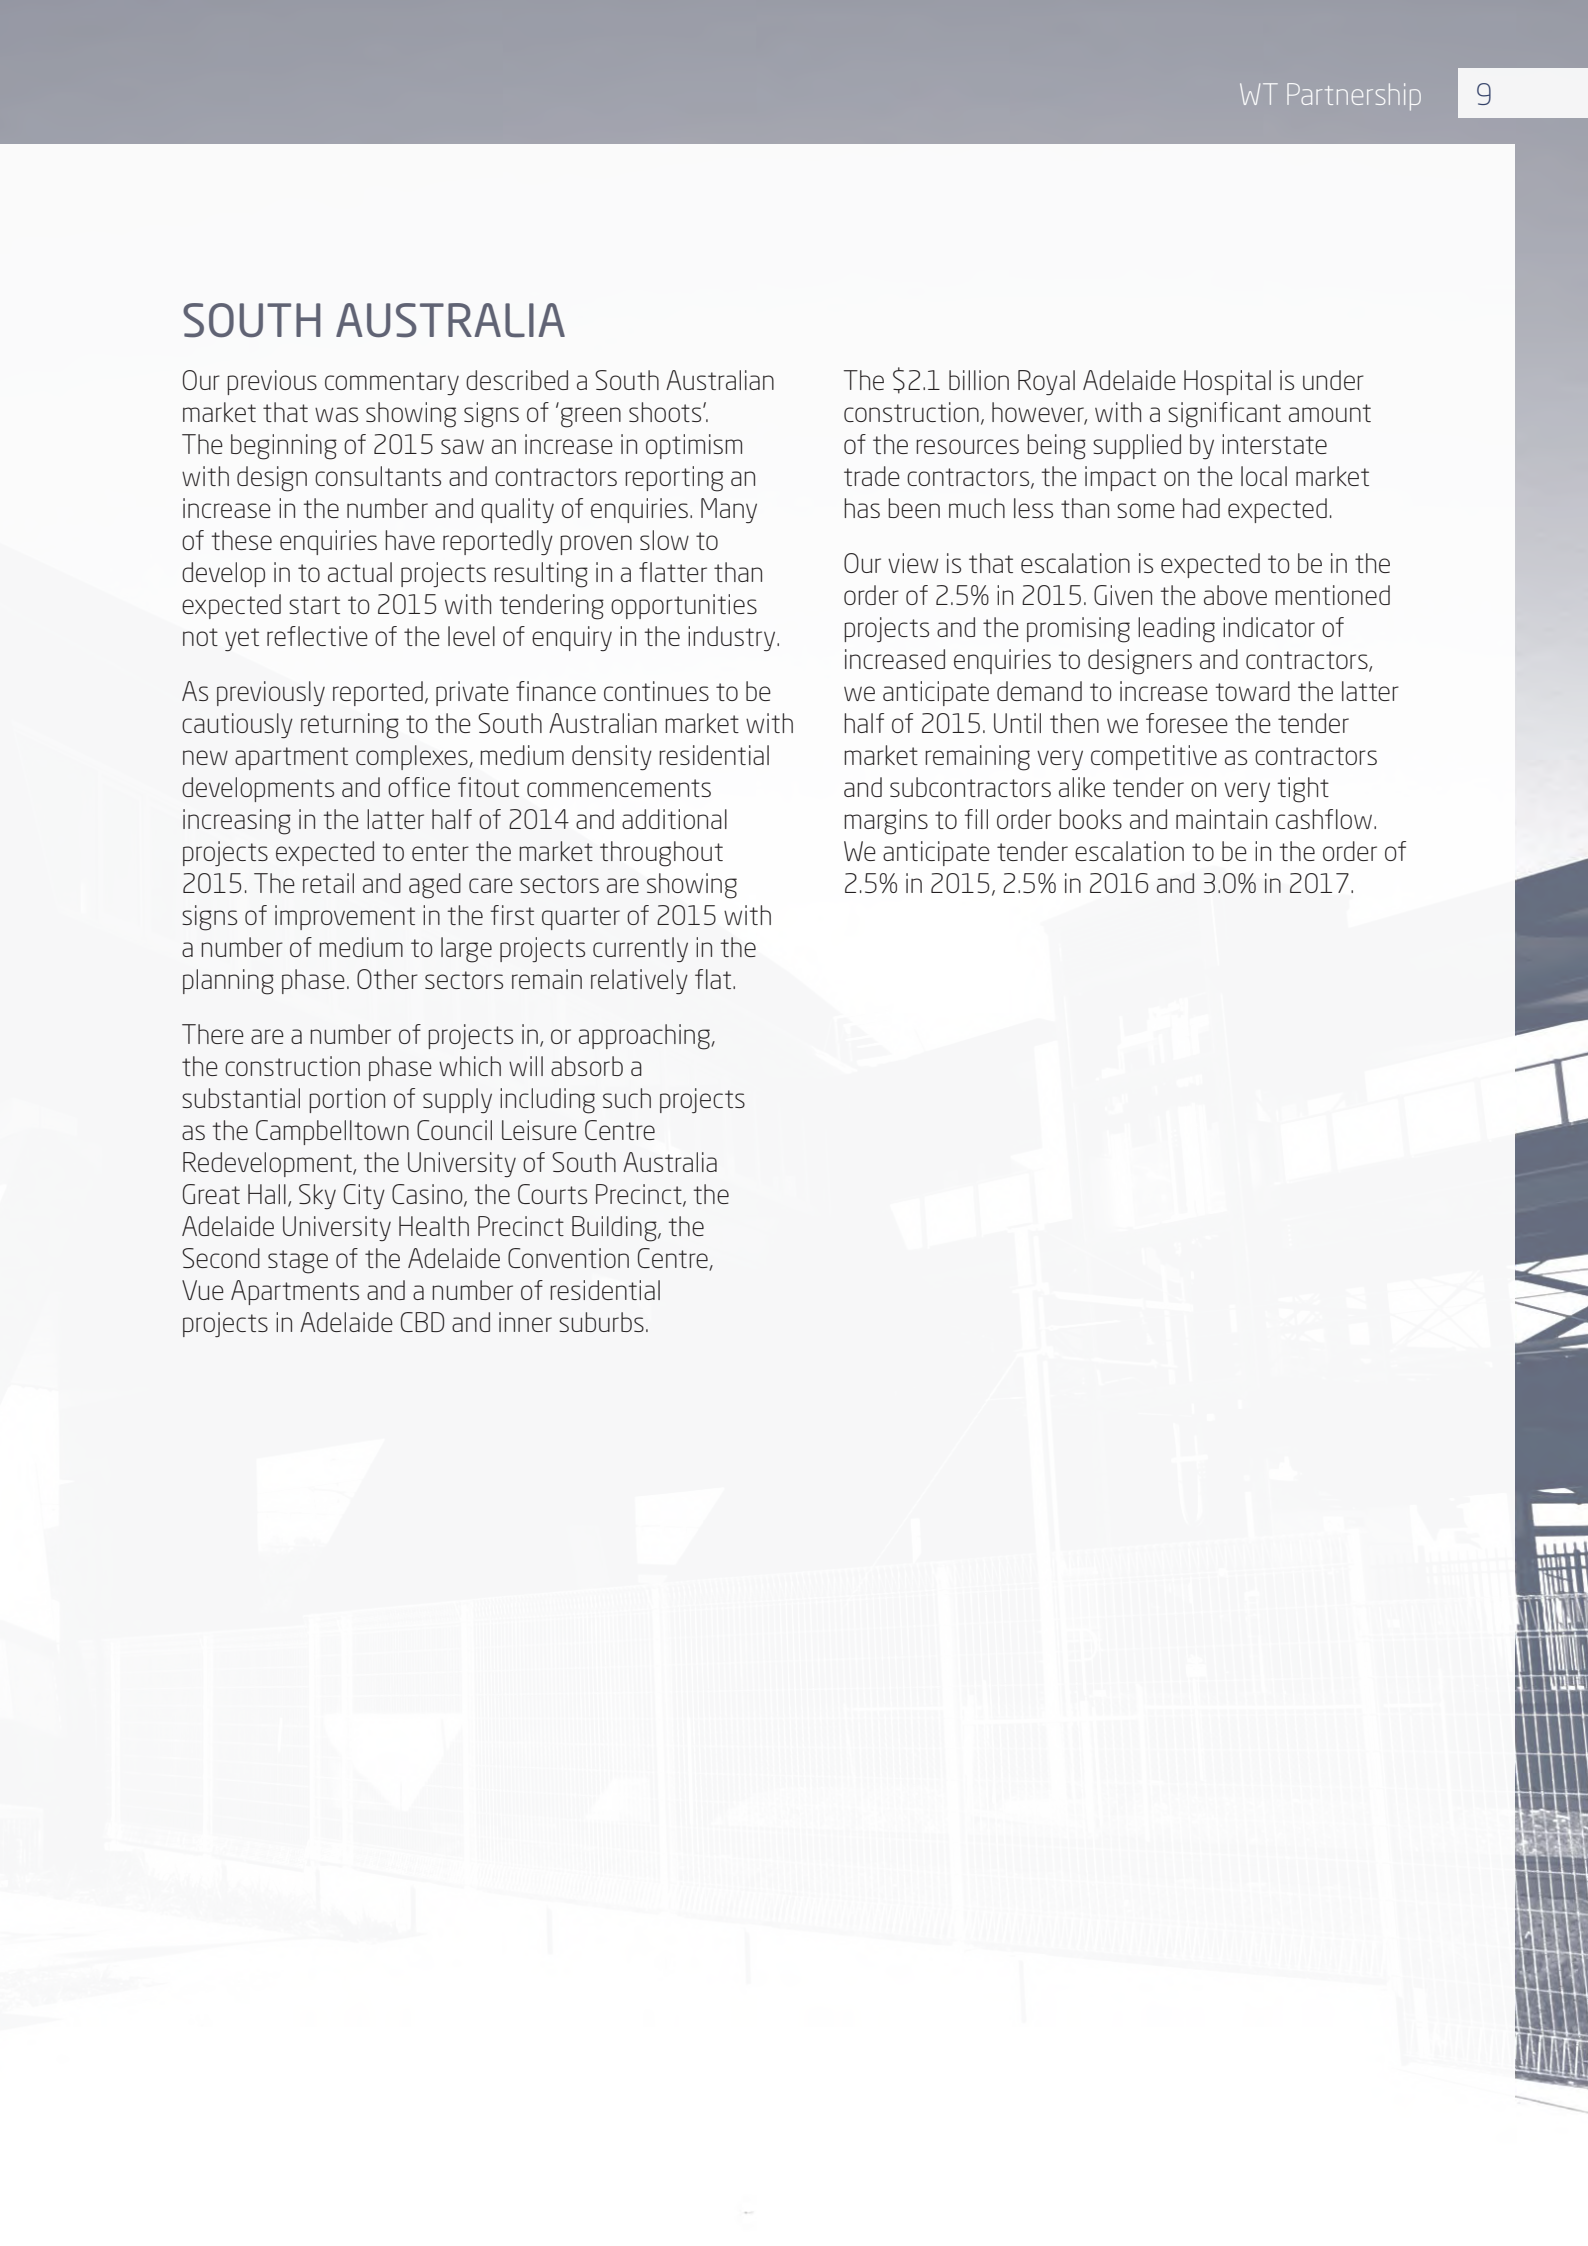 WT Partnership 9
SOUTH AUSTRALIA
Our previous commentary described a South Australian
market that was showing signs of ‘green shoots’.
The beginning of 2015 saw an increase in optimism
with design consultants and contractors reporting an
increase in the number and quality of enquiries. Many
of these enquiries have reportedly proven slow to
develop in to actual projects resulting in a flatter than
expected start to 2015 with tendering opportunities
not yet reflective of the level of enquiry in the industry.
As previously reported, private finance continues to be
cautiously returning to the South Australian market with
new apartment complexes, medium density residential
developments and office fitout commencements
increasing in the latter half of 2014 and additional
projects expected to enter the market throughout
2015. The retail and aged care sectors are showing
signs of improvement in the first quarter of 2015 with
a number of medium to large projects currently in the
planning phase. Other sectors remain relatively flat.
There are a number of projects in, or approaching,
the construction phase which will absorb a
substantial portion of supply including such projects
as the Campbelltown Council Leisure Centre
Redevelopment, the University of South Australia
Great Hall, Sky City Casino, the Courts Precinct, the
Adelaide University Health Precinct Building, the
Second stage of the Adelaide Convention Centre,
Vue Apartments and a number of residential
projects in Adelaide CBD and inner suburbs.
The $2.1 billion Royal Adelaide Hospital is under
construction, however, with a significant amount
of the resources being supplied by interstate
trade contractors, the impact on the local market
has been much less than some had expected.
Our view is that escalation is expected to be in the
order of 2.5% in 2015. Given the above mentioned
projects and the promising leading indicator of
increased enquiries to designers and contractors,
we anticipate demand to increase toward the latter
half of 2015. Until then we foresee the tender
market remaining very competitive as contractors
and subcontractors alike tender on very tight
margins to fill order books and maintain cashflow.
We anticipate tender escalation to be in the order of
2.5% in 2015, 2.5% in 2016 and 3.0% in 2017.